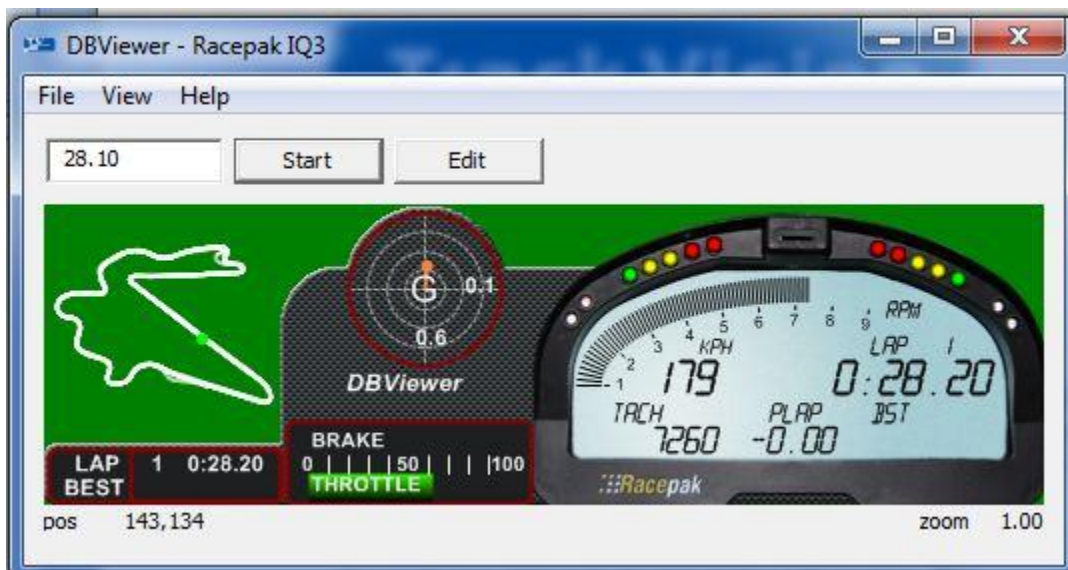 DBViewer - Racepak IQ3
File View Help
28.10 Start Edit
G 0.1
0.6
DBViewer
BRAKE
0 50 100
THROTTLE
LAP 1 0:28.20
BEST
1 2 3 4 5 6 7 8 9 RPM
KPH LAP 1
179 0:28.20
TACH PLAP BST
7260 -0.00
Racepak
pos 143,134 zoom 1.00